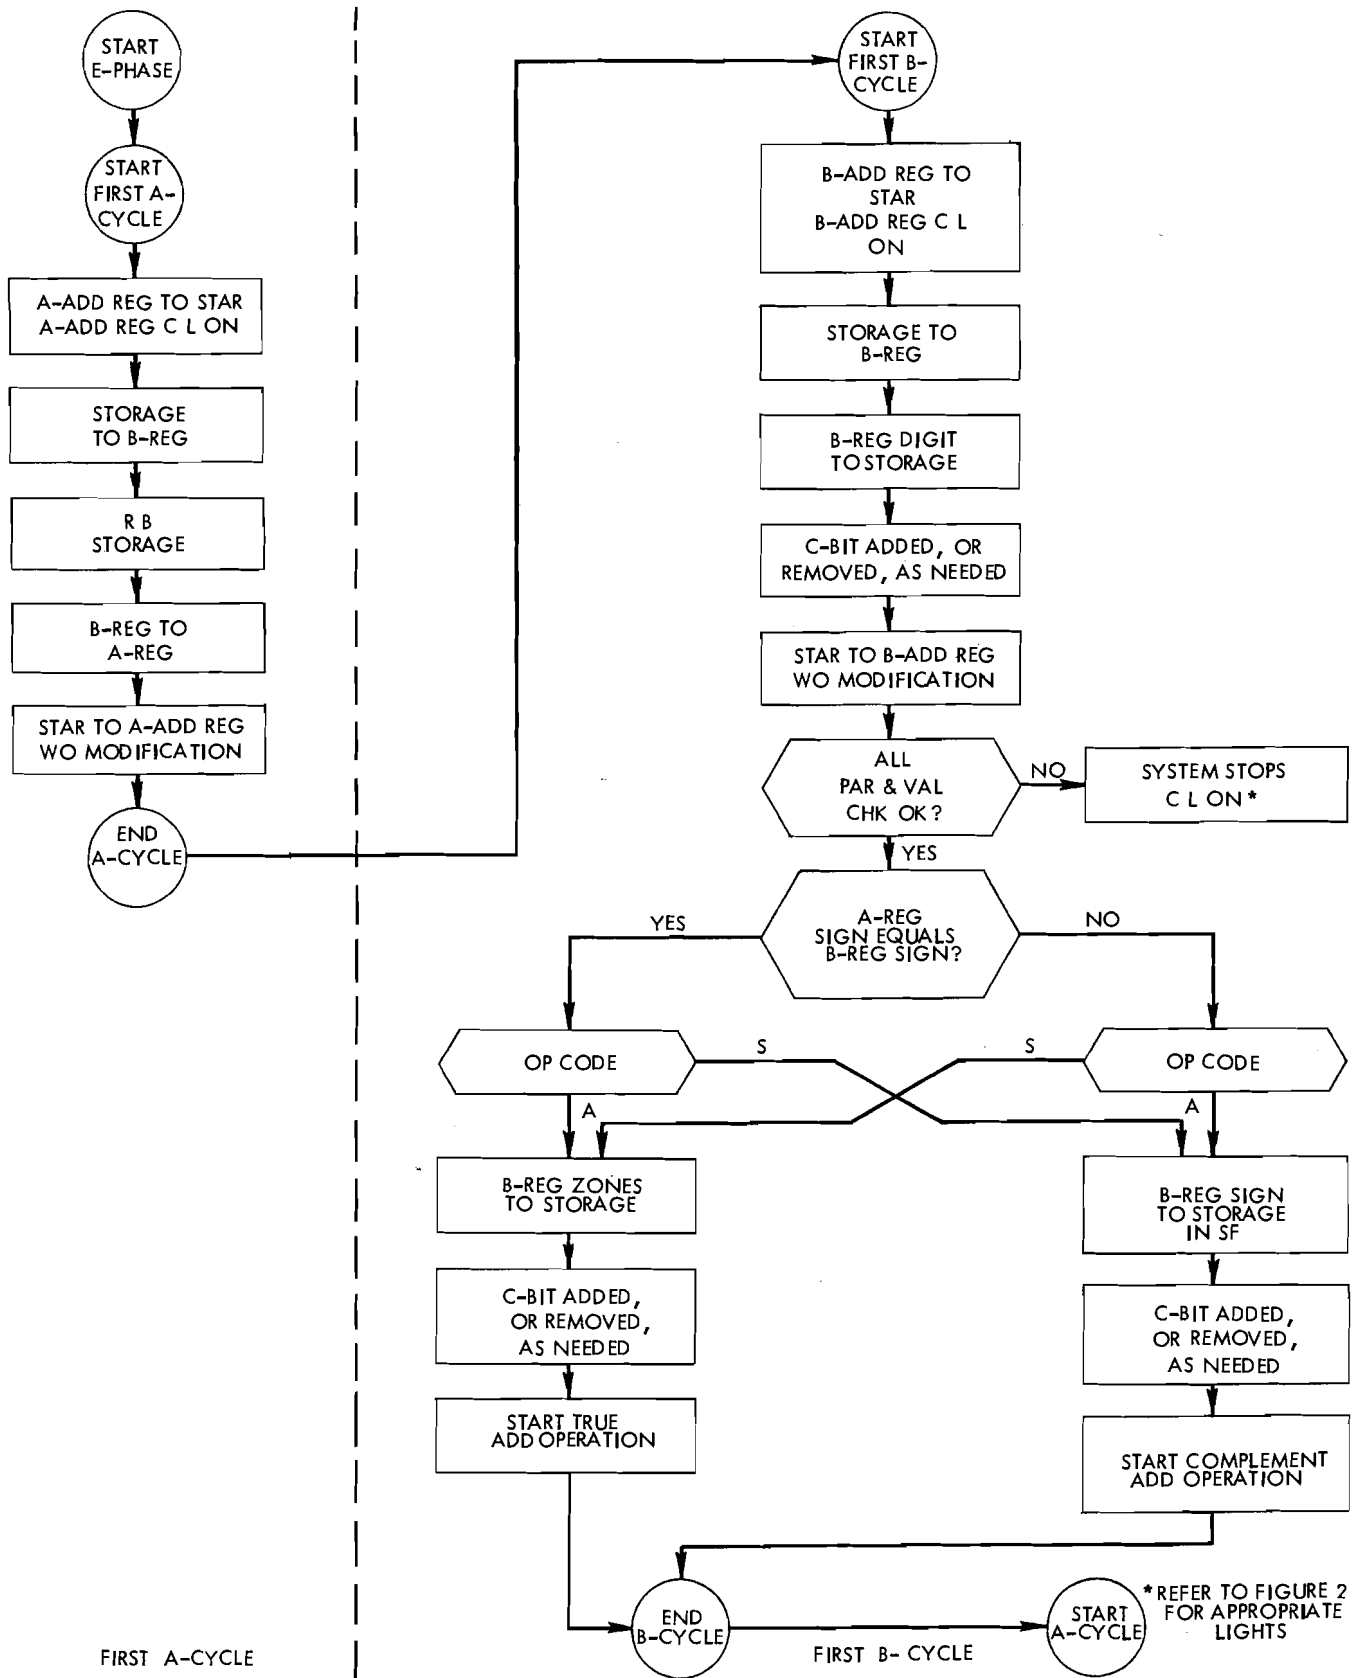 START
E-PHASE
START
FIRST A-
CYCLE
A-ADD REG TO STAR
A-ADD REG C L ON
STORAGE
TO B-REG
R B
STORAGE
B-REG TO
A-REG
STAR TO A-ADD REG
WO MODIFICATION
END
A-CYCLE
FIRST A-CYCLE
START
FIRST B-
CYCLE
B-ADD REG TO
STAR
B-ADD REG C L
ON
STORAGE TO
B-REG
B-REG DIGIT
TO STORAGE
C-BIT ADDED, OR
REMOVED, AS NEEDED
STAR TO B-ADD REG
WO MODIFICATION
ALL
PAR & VAL
CHK OK?
NO
SYSTEM STOPS
C L ON*
YES
A-REG
SIGN EQUALS
B-REG SIGN?
YES
NO
OP CODE
S
S
OP CODE
A
A
B-REG ZONES
TO STORAGE
B-REG SIGN
TO STORAGE
IN SF
C-BIT ADDED,
OR REMOVED,
AS NEEDED
C-BIT ADDED,
OR REMOVED,
AS NEEDED
START TRUE
ADD OPERATION
START COMPLEMENT
ADD OPERATION
END
B-CYCLE
FIRST B- CYCLE
START
A-CYCLE
*REFER TO FIGURE 2
FOR APPROPRIATE
LIGHTS